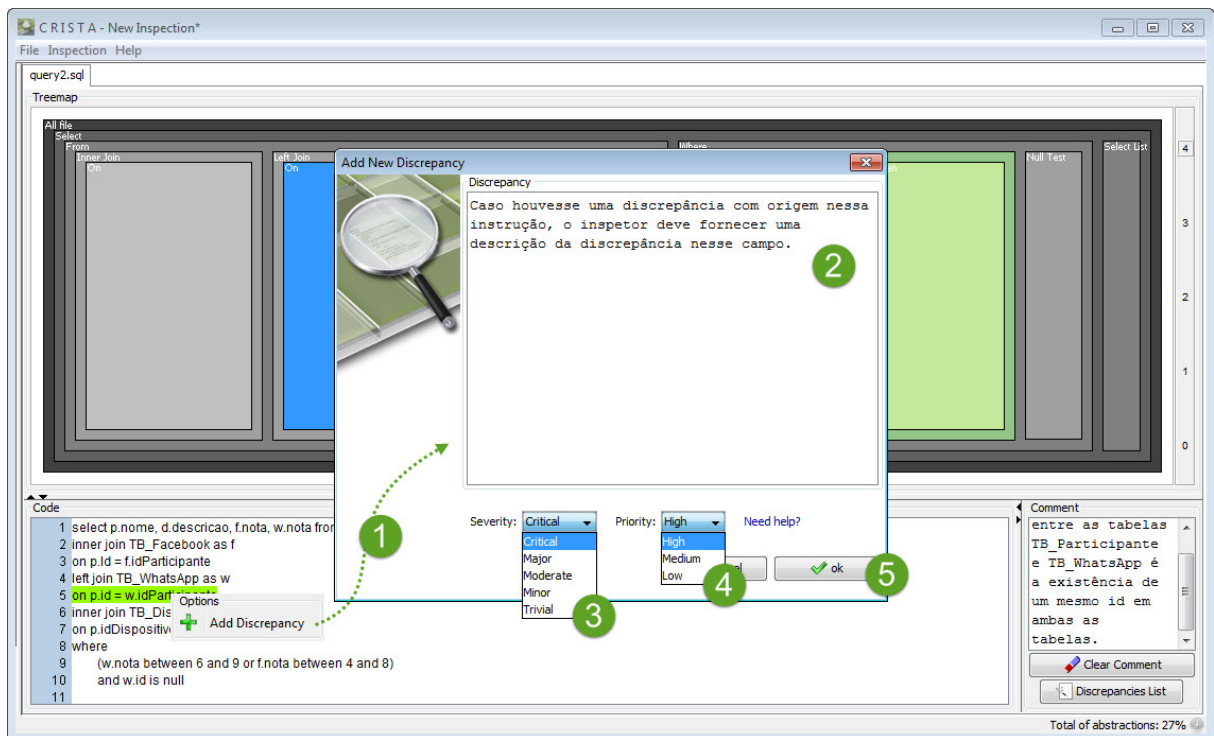 C R I S T A - New Inspection*
File Inspection Help
query2.sql
Treemap
All file
Select
From
Where
Select List
Inner Join
Left Join
Null Test
On
On
4
3
2
1
0
Add New Discrepancy
Discrepancy
Caso houvesse uma discrepância com origem nessa
instrução, o inspetor deve fornecer uma
descrição da discrepância nesse campo.
2
1
Severity: Critical
Critical
Major
Moderate
Minor
Trivial
3
Priority: High
High
Medium
Low
4
Need help?
ok
5
Code
1 select p.nome, d.descricao, f.nota, w.nota from
2 inner join TB_Facebook as f
3 on p.Id = f.idParticipante
4 left join TB_WhatsApp as w
5 on p.id =
6 inner join
7 on
8 where
9 (w.nota between 6 and 9 or f.nota between 4 and 8)
10 and w.id is null
11
Options
Add Discrepancy
Comment
entre as tabelas
TB_Participante
e TB_WhatsApp é
a existência de
um mesmo id em
ambas as
tabelas.
Clear Comment
Discrepancies List
Total of abstractions: 27%